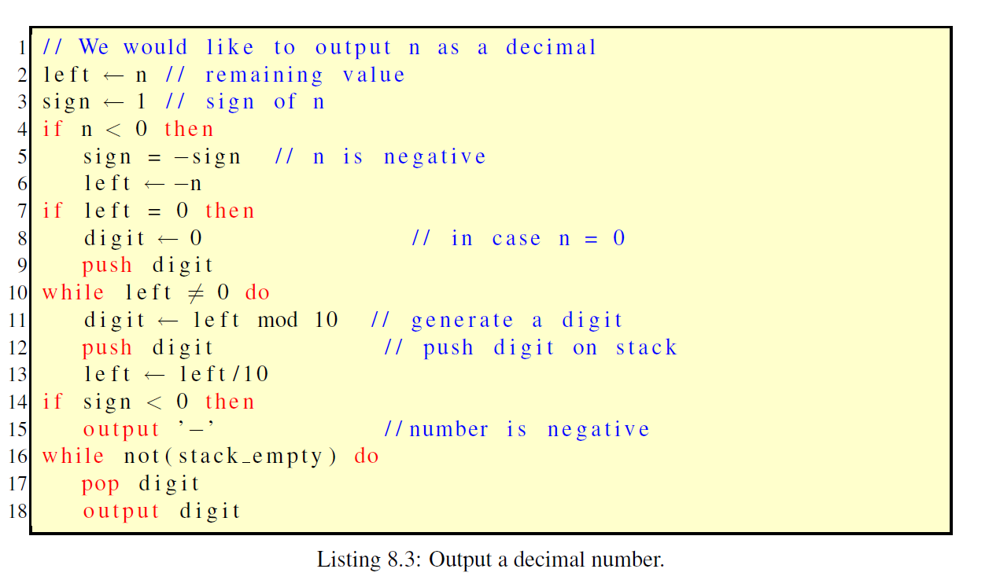 1 // We would like to output n as a decimal
2 left ← n // remaining value
3 sign ← 1 // sign of n
4 if n < 0 then
5 sign = −sign // n is negative
6 left ← −n
7 if left = 0 then
8 digit ← 0 // in case n = 0
9 push digit
10 while left ≠ 0 do
11 digit ← left mod 10 // generate a digit
12 push digit // push digit on stack
13 left ← left/10
14 if sign < 0 then
15 output ’−’ //number is negative
16 while not(stack_empty) do
17 pop digit
18 output digit
Listing 8.3: Output a decimal number.